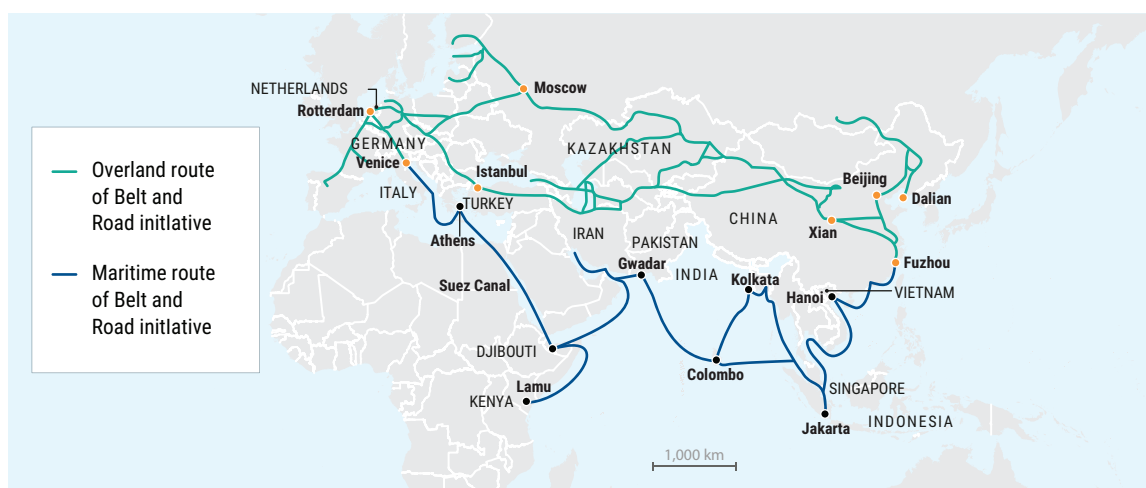 NETHERLANDS
Rotterdam
Moscow
GERMANY
Venice
ITALY
Istanbul
TURKEY
Athens
KAZAKHSTAN
Beijing
Dalian
CHINA
Xian
IRAN
PAKISTAN
Gwadar
INDIA
Kolkata
Fuzhou
Hanoi
VIETNAM
Suez Canal
DJIBOUTI
Colombo
Lamu
KENYA
SINGAPORE
Jakarta
INDONESIA
1,000 km
Overland route
of Belt and
Road initlative
Maritime route
of Belt and
Road initlative